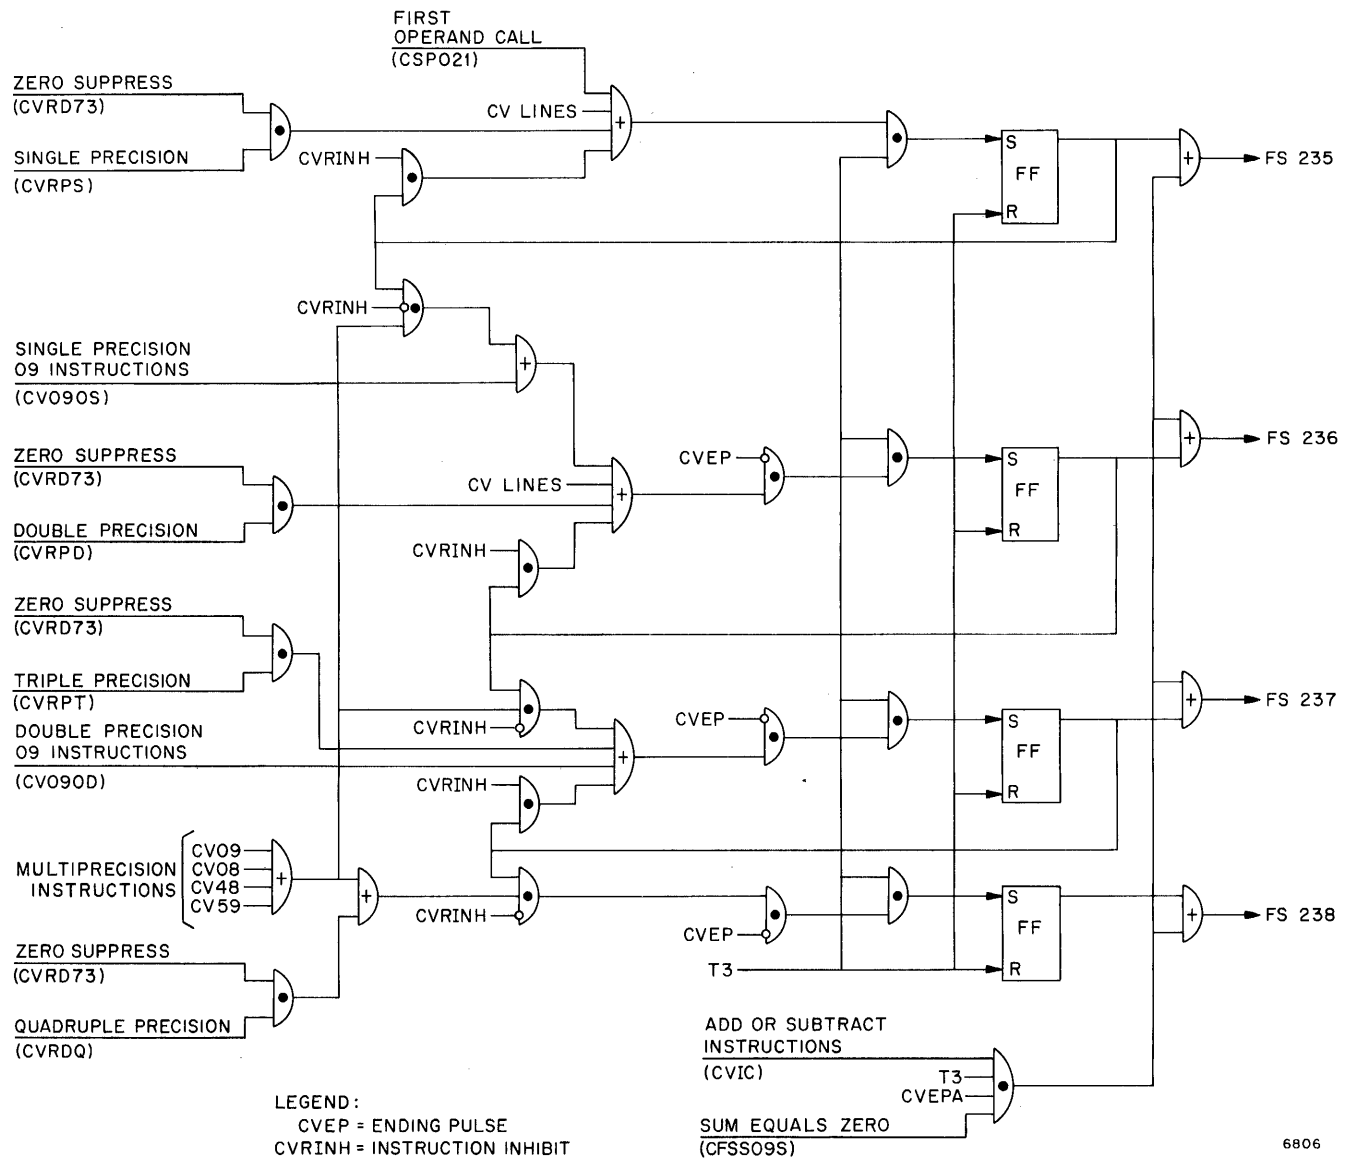 FIRST
OPERAND CALL
(CSP021)
ZERO SUPPRESS
(CVRD73)
CV LINES
+
SINGLE PRECISION
(CVRPS)
CVRINH
S
FF
R
+
FS 235
CVRINH
SINGLE PRECISION
09 INSTRUCTIONS
(CV090S)
+
ZERO SUPPRESS
(CVRD73)
CV LINES
+
CVEP
S
FF
R
+
FS 236
DOUBLE PRECISION
(CVRPD)
CVRINH
ZERO SUPPRESS
(CVRD73)
TRIPLE PRECISION
(CVRPT)
CVRINH
DOUBLE PRECISION
09 INSTRUCTIONS
(CV090D)
+
CVEP
S
FF
R
+
FS 237
CVRINH
MULTIPRECISION
INSTRUCTIONS
CV09
CV08
CV48
CV59
+
+
CVRINH
CVEP
S
FF
R
+
FS 238
T3
ZERO SUPPRESS
(CVRD73)
QUADRUPLE PRECISION
(CVRDQ)
ADD OR SUBTRACT
INSTRUCTIONS
(CVIC)
T3
CVEPA
SUM EQUALS ZERO
(CFSS09S)
LEGEND:
CVEP = ENDING PULSE
CVRINH = INSTRUCTION INHIBIT
6806